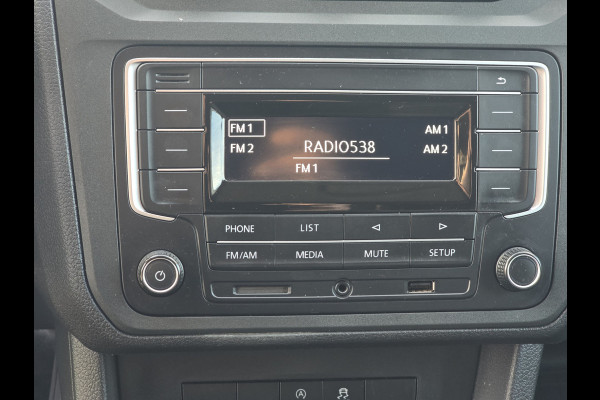 FM 1 AM 1
RADIO538
FM 2 AM 2
FM 1
PHONE LIST
FM/AM MEDIA MUTE SETUP
A